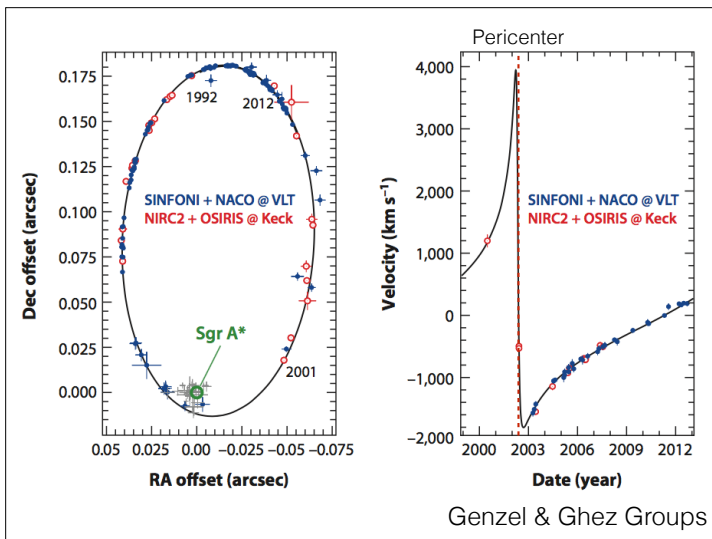 Pericenter
0.175
0.150
0.125
0.100
0.075
0.050
0.025
0.000
Dec offset (arcsec)
1992
2012
SINFONI + NACO @ VLT
NIRC2 + OSIRIS @ Keck
Sgr A*
2001
0.05
0.025
0.00
−0.025
−0.05
−0.075
RA offset (arcsec)
4,000
3,000
2,000
1,000
0
−1,000
−2,000
Velocity (km s⁻¹)
SINFONI + NACO @ VLT
NIRC2 + OSIRIS @ Keck
2000
2003
2006
2009
2012
Date (year)
Genzel & Ghez Groups